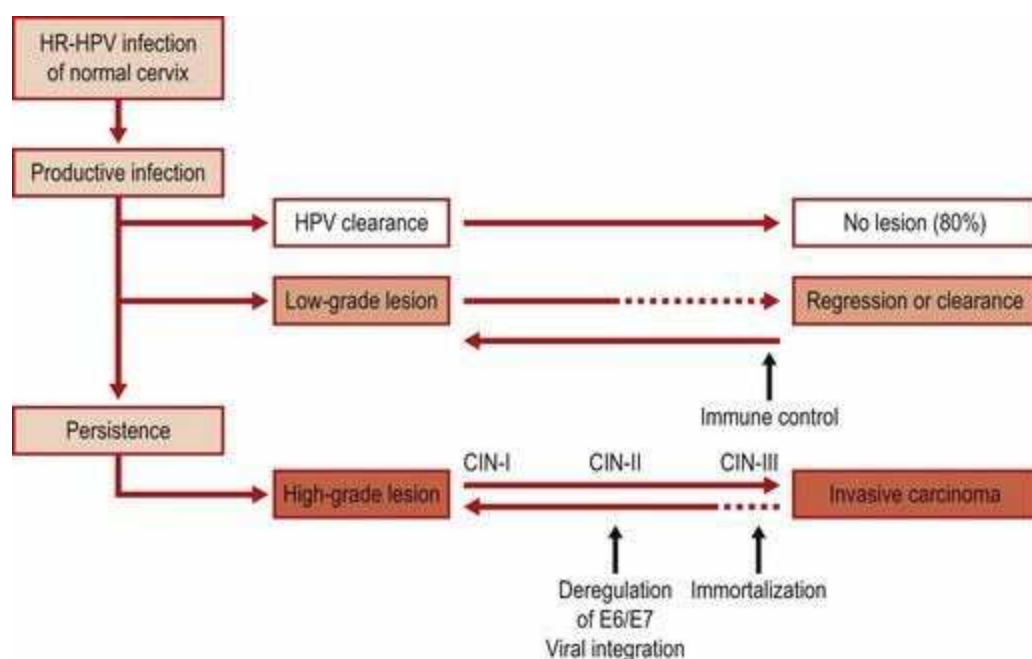 HR-HPV infection
of normal cervix
Productive infection
HPV clearance
No lesion (80%)
Low-grade lesion
Regression or clearance
Immune control
Persistence
CIN-I
CIN-II
CIN-III
High-grade lesion
Invasive carcinoma
Deregulation
of E6/E7
Viral integration
Immortalization